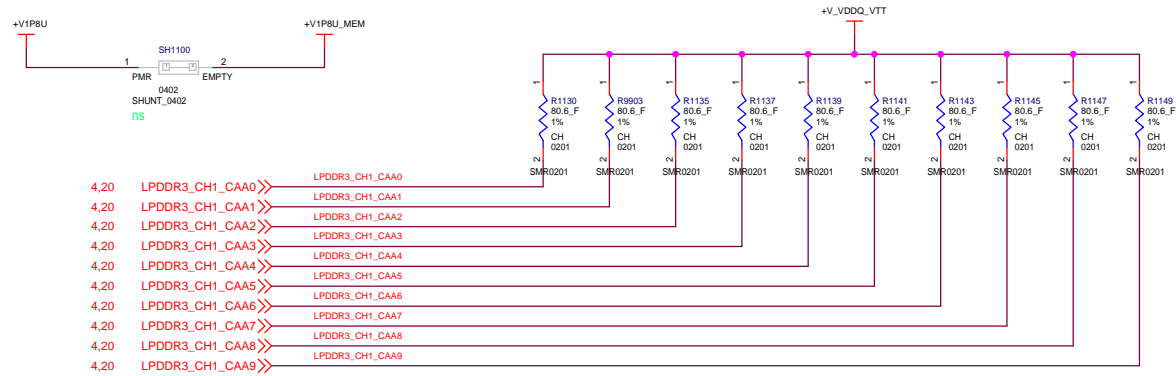 +V1P8U
+V1P8U_MEM
+V_VDDQ_VTT
SH1100
1
2
PMR
EMPTY
0402
SHUNT_0402
ns
1 1 1 1 1 1 1 1 1 1
R1130 R9903 R1135 R1137 R1139 R1141 R1143 R1145 R1147 R1149
80.6_F 80.6_F 80.6_F 80.6_F 80.6_F 80.6_F 80.6_F 80.6_F 80.6_F 80.6_F
1% 1% 1% 1% 1% 1% 1% 1% 1% 1%
CH CH CH CH CH CH CH CH CH CH
0201 0201 0201 0201 0201 0201 0201 0201 0201 0201
2 2 2 2 2 2 2 2 2 2
SMR0201 SMR0201 SMR0201 SMR0201 SMR0201 SMR0201 SMR0201 SMR0201 SMR0201 SMR0201
4,20 LPDDR3_CH1_CAA0 LPDDR3_CH1_CAA0
4,20 LPDDR3_CH1_CAA1 LPDDR3_CH1_CAA1
4,20 LPDDR3_CH1_CAA2 LPDDR3_CH1_CAA2
4,20 LPDDR3_CH1_CAA3 LPDDR3_CH1_CAA3
4,20 LPDDR3_CH1_CAA4 LPDDR3_CH1_CAA4
4,20 LPDDR3_CH1_CAA5 LPDDR3_CH1_CAA5
4,20 LPDDR3_CH1_CAA6 LPDDR3_CH1_CAA6
4,20 LPDDR3_CH1_CAA7 LPDDR3_CH1_CAA7
4,20 LPDDR3_CH1_CAA8 LPDDR3_CH1_CAA8
4,20 LPDDR3_CH1_CAA9 LPDDR3_CH1_CAA9